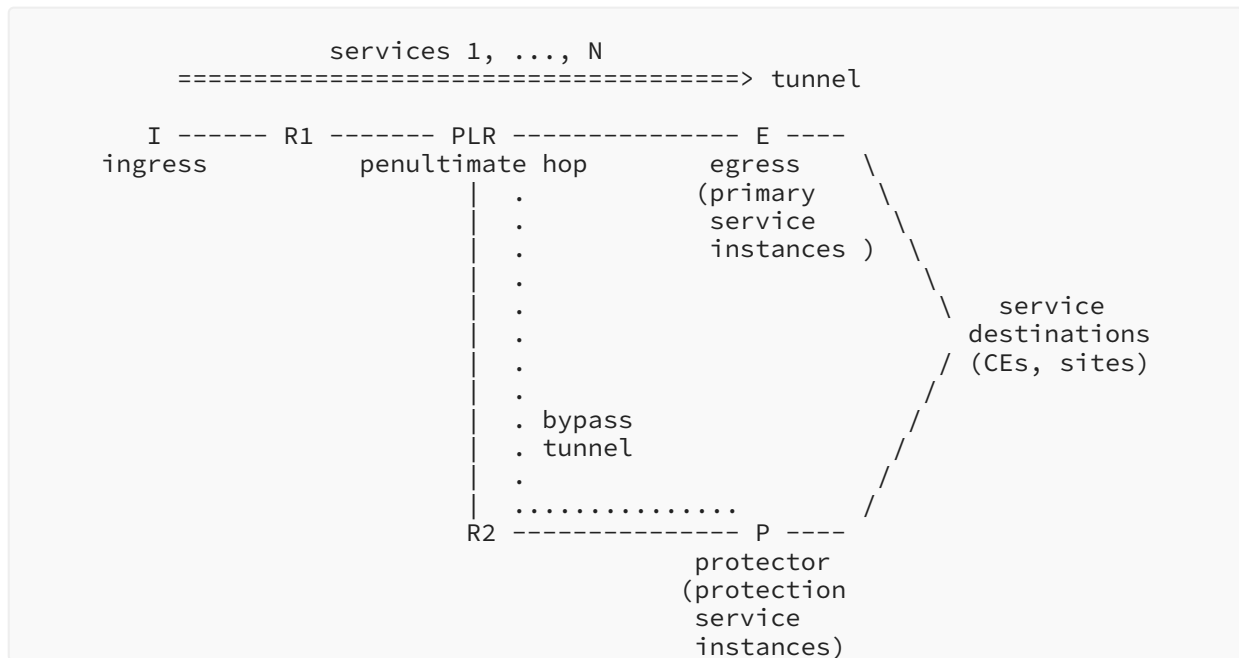 services 1, ..., N
=====================================> tunnel
I ------ R1 ------- PLR --------------- E ----
ingress penultimate hop egress \
| . (primary \
| . service \
| . instances ) \
| . \
| . \ service
| . destinations
| . / (CEs, sites)
| . /
| . bypass /
| . tunnel /
| . /
| ............... /
R2 --------------- P ----
protector
(protection
service
instances)